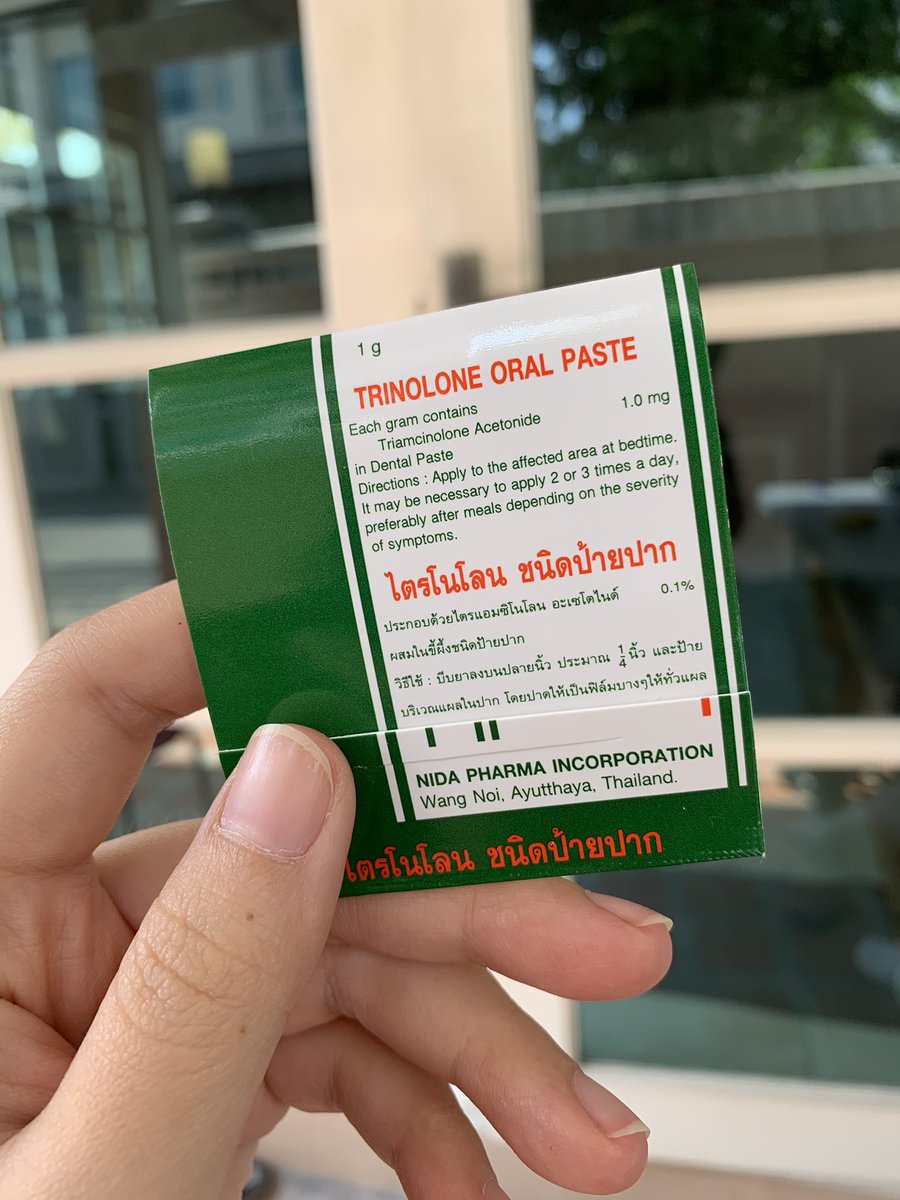 1 g
TRINOLONE ORAL PASTE
Each gram contains
Triamcinolone Acetonide 1.0 mg
in Dental Paste
Directions : Apply to the affected area at bedtime.
It may be necessary to apply 2 or 3 times a day,
preferably after meals depending on the severity
of symptoms.
ไตรโนโลน ชนิดป้ายปาก
ประกอบด้วยไตรแอมซิโนโลน อะเซโตไนด์ 0.1%
ผสมในขี้ผึ้งชนิดป้ายปาก
วิธีใช้ : บีบยาลงบนปลายนิ้ว ประมาณ 1/4 นิ้ว และป้าย
บริเวณแผลในปาก โดยปาดให้เป็นฟิล์มบางๆให้ทั่วแผล
NIDA PHARMA INCORPORATION
Wang Noi, Ayutthaya, Thailand.
ไตรโนโลน ชนิดป้ายปาก